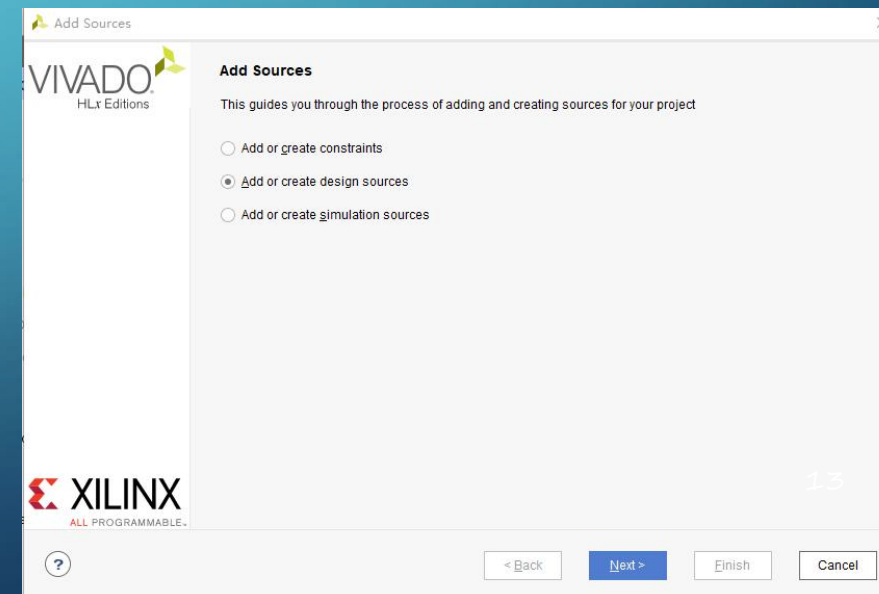 Add Sources
VIVADO
HLx Editions
Add Sources
This guides you through the process of adding and creating sources for your project
Add or create constraints
Add or create design sources
Add or create simulation sources
13
XILINX
ALL PROGRAMMABLE.
?
< Back
Next >
Finish
Cancel